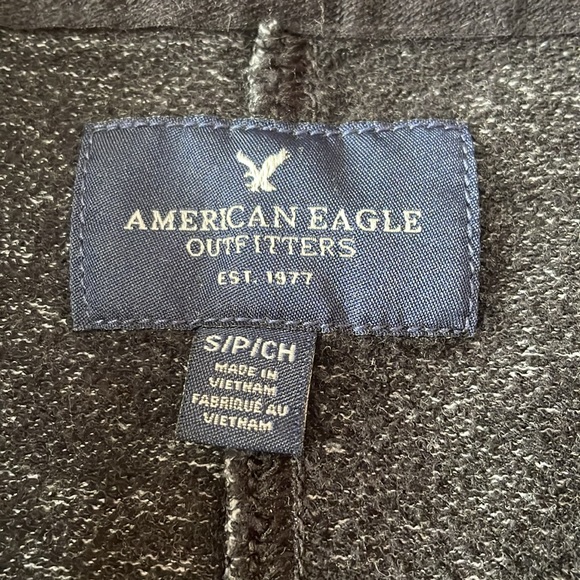 AMERICAN EAGLE
OUTFITTERS
EST. 1977
S/P/CH
MADE IN
VIETNAM
FABRIQUÉ AU
VIETNAM